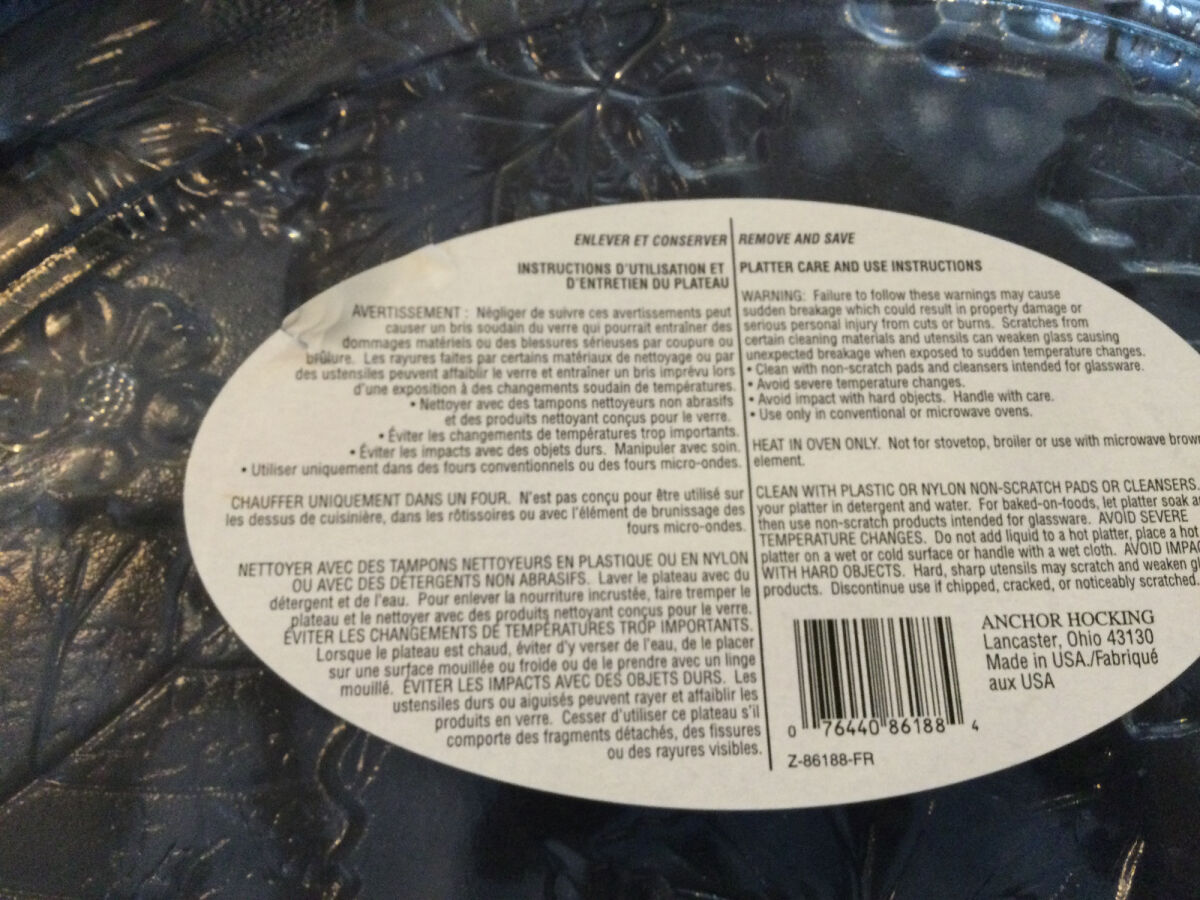 ENLEVER ET CONSERVER
INSTRUCTIONS D'UTILISATION ET
D'ENTRETIEN DU PLATEAU
AVERTISSEMENT : Négliger de suivre ces avertissements peut
causer un bris soudain du verre qui pourrait entraîner des
dommages matériels ou des blessures sérieuses par coupure ou
brûlure. Les rayures faites par certains matériaux de nettoyage ou par
des ustensiles peuvent affaiblir le verre et entraîner un bris imprévu lors
d'une exposition à des changements soudain de températures.
• Nettoyer avec des tampons nettoyeurs non abrasifs
et des produits nettoyant conçus pour le verre.
• Éviter les changements de températures trop importants.
• Éviter les impacts avec des objets durs. Manipuler avec soin.
• Utiliser uniquement dans des fours conventionnels ou des fours micro-ondes.
CHAUFFER UNIQUEMENT DANS UN FOUR. N'est pas conçu pour être utilisé sur
les dessus de cuisinière, dans les rôtissoires ou avec l'élément de brunissage des
fours micro-ondes.
NETTOYER AVEC DES TAMPONS NETTOYEURS EN PLASTIQUE OU EN NYLON
OU AVEC DES DÉTERGENTS NON ABRASIFS. Laver le plateau avec du
détergent et de l'eau. Pour enlever la nourriture incrustée, faire tremper le
plateau et le nettoyer avec des produits nettoyant conçus pour le verre.
ÉVITER LES CHANGEMENTS DE TEMPÉRATURES TROP IMPORTANTS.
Lorsque le plateau est chaud, éviter d'y verser de l'eau, de le placer
sur une surface mouillée ou froide ou de le prendre avec un linge
mouillé. ÉVITER LES IMPACTS AVEC DES OBJETS DURS. Les
ustensiles durs ou aiguisés peuvent rayer et affaiblir les
produits en verre. Cesser d'utiliser ce plateau s'il
comporte des fragments détachés, des fissures
ou des rayures visibles.
REMOVE AND SAVE
PLATTER CARE AND USE INSTRUCTIONS
WARNING: Failure to follow these warnings may cause
sudden breakage which could result in property damage or
serious personal injury from cuts or burns. Scratches from
certain cleaning materials and utensils can weaken glass causing
unexpected breakage when exposed to sudden temperature changes.
• Clean with non-scratch pads and cleansers intended for glassware.
• Avoid severe temperature changes.
• Avoid impact with hard objects. Handle with care.
• Use only in conventional or microwave ovens.
HEAT IN OVEN ONLY. Not for stovetop, broiler or use with microwave brown
element.
CLEAN WITH PLASTIC OR NYLON NON-SCRATCH PADS OR CLEANSERS.
your platter in detergent and water. For baked-on-foods, let platter soak a
then use non-scratch products intended for glassware. AVOID SEVERE
TEMPERATURE CHANGES. Do not add liquid to a hot platter, place a hot
platter on a wet or cold surface or handle with a wet cloth. AVOID IMPAC
WITH HARD OBJECTS. Hard, sharp utensils may scratch and weaken gl
products. Discontinue use if chipped, cracked, or noticeably scratched.
ANCHOR HOCKING
Lancaster, Ohio 43130
Made in USA./Fabriqué
aux USA
0 76440 86188 4
Z-86188-FR